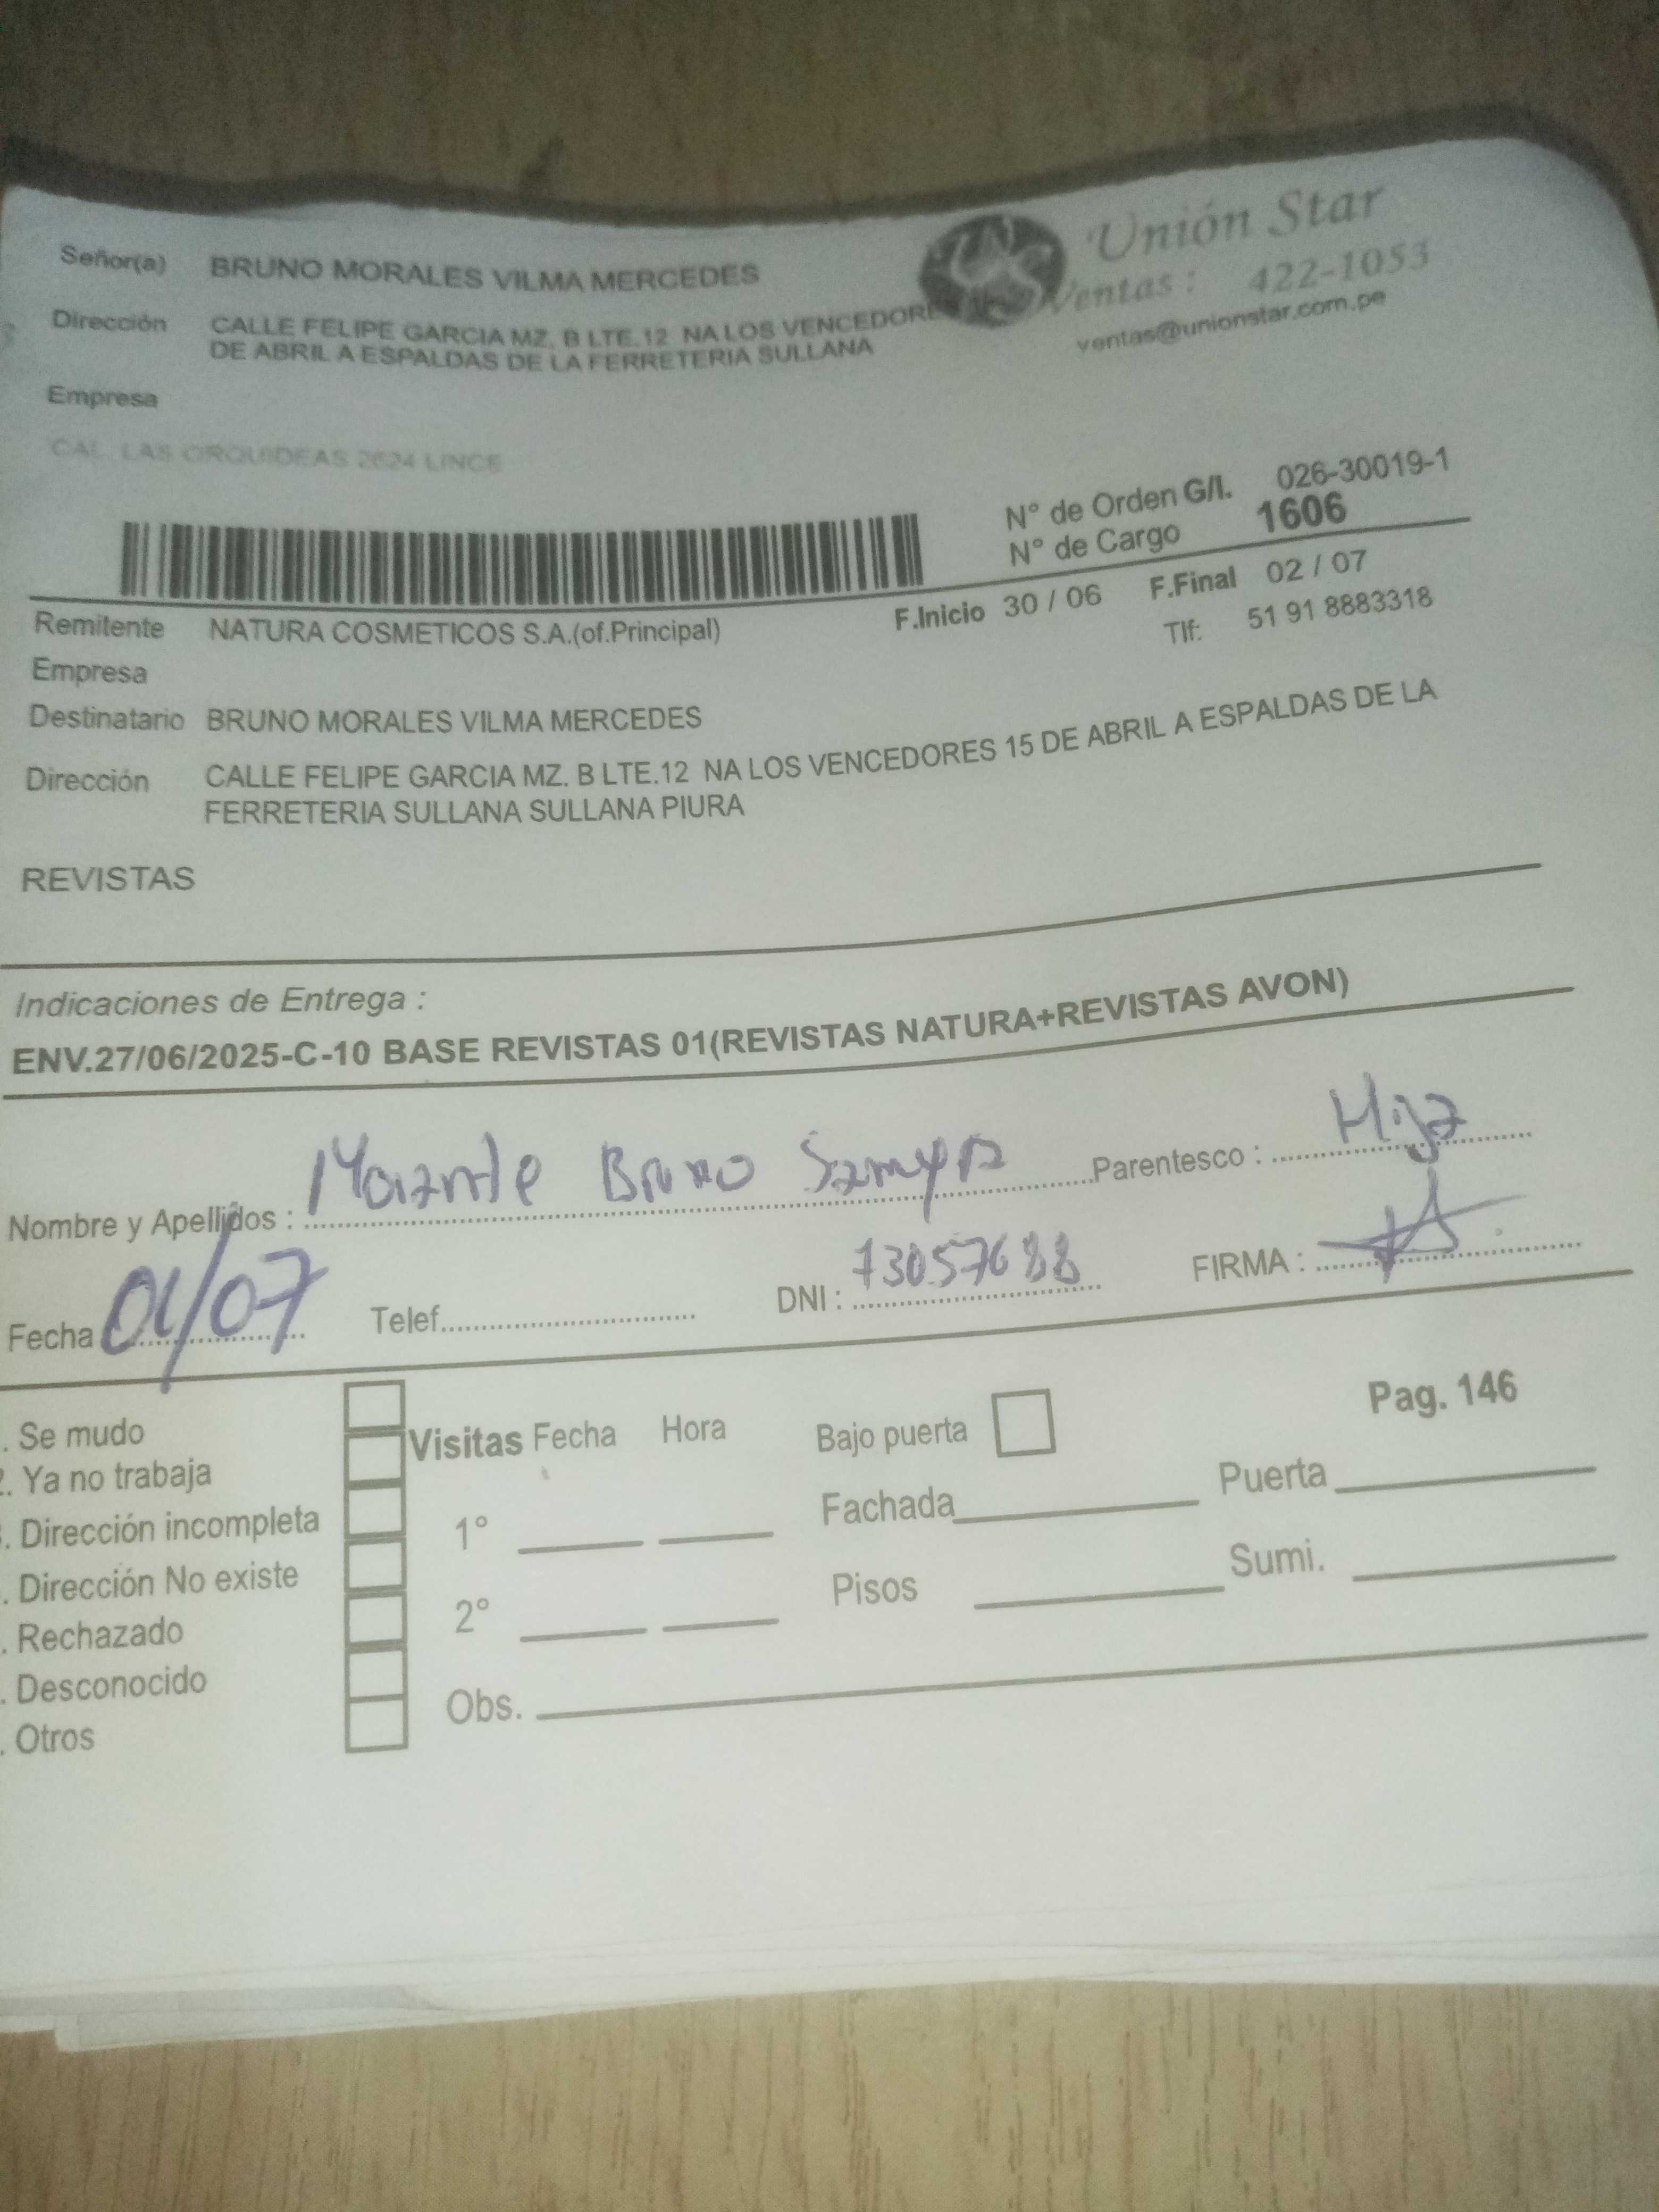 Unión Star
Ventas : 422-1053
ventas@unionstar.com.pe
Señor(a) BRUNO MORALES VILMA MERCEDES
Dirección CALLE FELIPE GARCIA MZ. B LTE.12 NA LOS VENCEDORE
DE ABRIL A ESPALDAS DE LA FERRETERIA SULLANA
Empresa
CAL. LAS ORQUIDEAS 2624 LINCE
N° de Orden G/I. 026-30019-1
N° de Cargo 1606
F.Inicio 30 / 06 F.Final 02 / 07
Remitente NATURA COSMETICOS S.A.(of.Principal) Tlf: 51 91 8883318
Empresa
Destinatario BRUNO MORALES VILMA MERCEDES
Dirección CALLE FELIPE GARCIA MZ. B LTE.12 NA LOS VENCEDORES 15 DE ABRIL A ESPALDAS DE LA
FERRETERIA SULLANA SULLANA PIURA
REVISTAS
Indicaciones de Entrega :
ENV.27/06/2025-C-10 BASE REVISTAS 01(REVISTAS NATURA+REVISTAS AVON)
Nombre y Apellidos : Morante Bruno Samyra Parentesco : Hija
Fecha 01/07 Telef. DNI : 73057688 FIRMA :
Pag. 146
. Se mudo
. Ya no trabaja
. Dirección incompleta
. Dirección No existe
. Rechazado
. Desconocido
. Otros
Visitas Fecha Hora
1°
2°
Obs.
Bajo puerta
Fachada Puerta
Pisos Sumi.